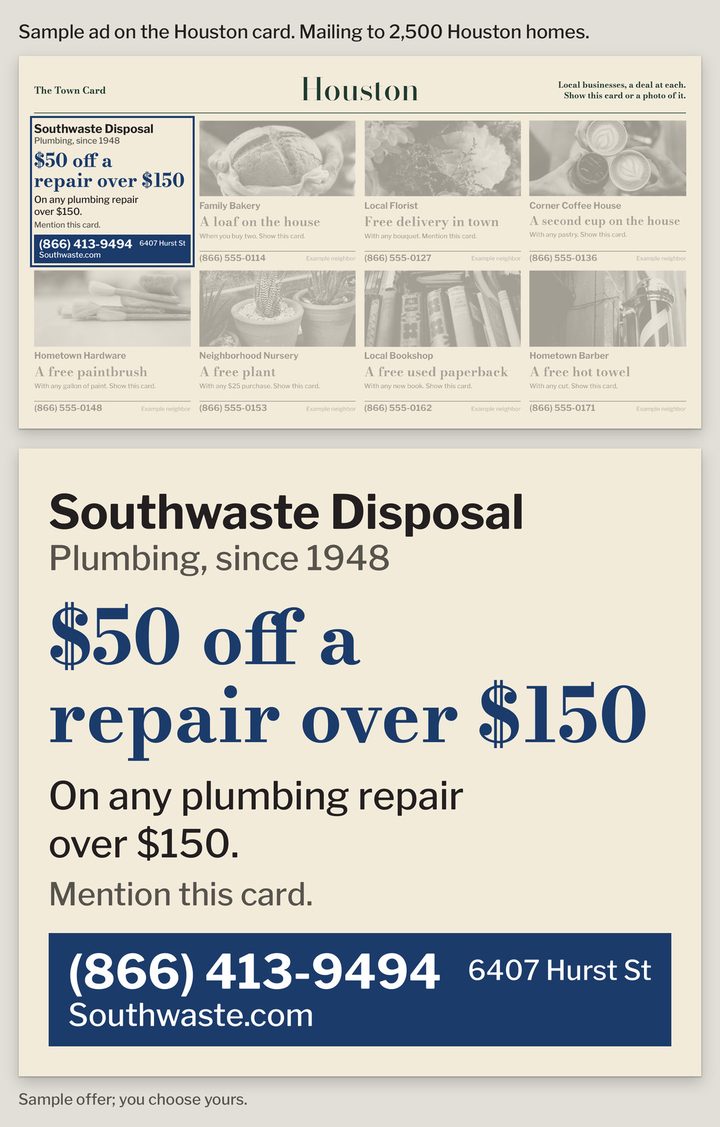 Sample ad on the Houston card. Mailing to 2,500 Houston homes.
The Town Card
Houston
Local businesses, a deal at each.
Show this card or a photo of it.
Southwaste Disposal
Plumbing, since 1948
$50 off a
repair over $150
On any plumbing repair
over $150.
Mention this card.
(866) 413-9494 6407 Hurst St
Southwaste.com
Family Bakery
A loaf on the house
When you buy two. Show this card.
(866) 555-0114 Example neighbor
Local Florist
Free delivery in town
With any bouquet. Mention this card.
(866) 555-0127 Example neighbor
Corner Coffee House
A second cup on the house
With any pastry. Show this card.
(866) 555-0136 Example neighbor
Hometown Hardware
A free paintbrush
With any gallon of paint. Show this card.
(866) 555-0148 Example neighbor
Neighborhood Nursery
A free plant
With any $25 purchase. Show this card.
(866) 555-0153 Example neighbor
Local Bookshop
A free used paperback
With any new book. Show this card.
(866) 555-0162 Example neighbor
Hometown Barber
A free hot towel
With any cut. Show this card.
(866) 555-0171 Example neighbor
Southwaste Disposal
Plumbing, since 1948
$50 off a
repair over $150
On any plumbing repair
over $150.
Mention this card.
(866) 413-9494 6407 Hurst St
Southwaste.com
Sample offer; you choose yours.